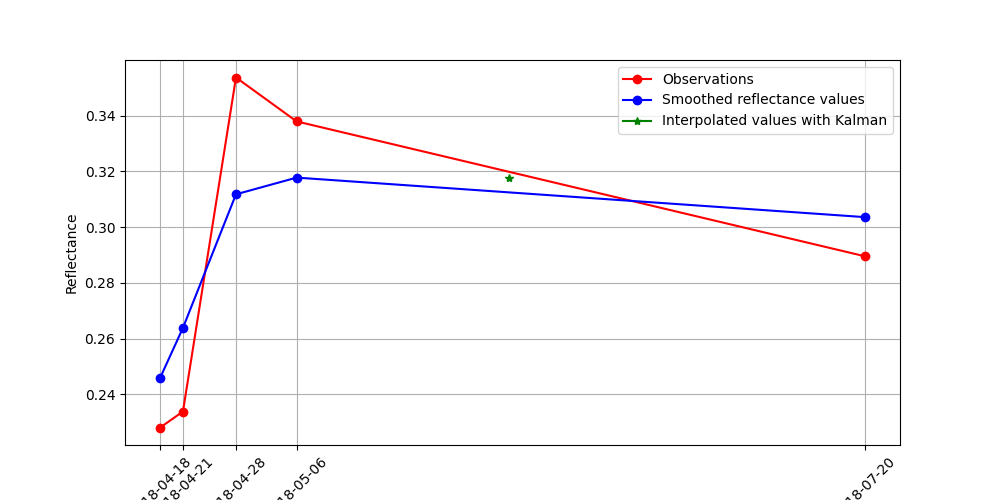 Observations
Smoothed reflectance values
Interpolated values with Kalman
Reflectance
0.34
0.32
0.30
0.28
0.26
0.24
18-04-18
18-04-21
18-04-28
18-05-06
18-07-20